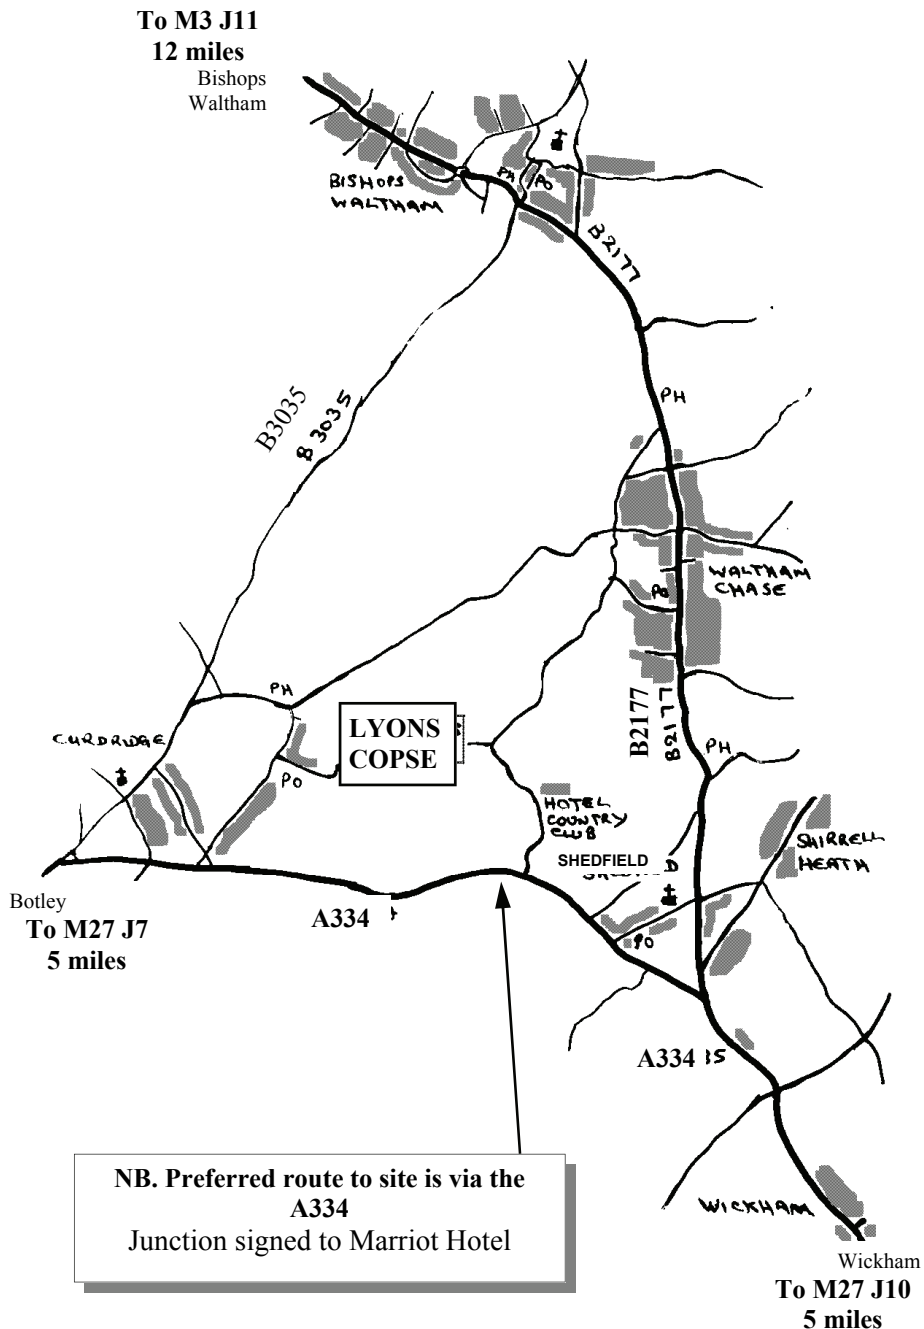 To M3 J11
12 miles
Bishops
Waltham
BISHOPS
WALTHAM
PH
PO
B2177
B3035
B3035
PH
WALTHAM
CHASE
PO
B2177
B2177
PH
PH
CURDRIDGE
LYONS
COPSE
PO
HOTEL
COUNTRY
CLUB
SHEDFIELD
SHIRRELL
HEATH
PO
Botley
To M27 J7
5 miles
A334
A334
NB. Preferred route to site is via the
A334
Junction signed to Marriot Hotel
WICKHAM
Wickham
To M27 J10
5 miles